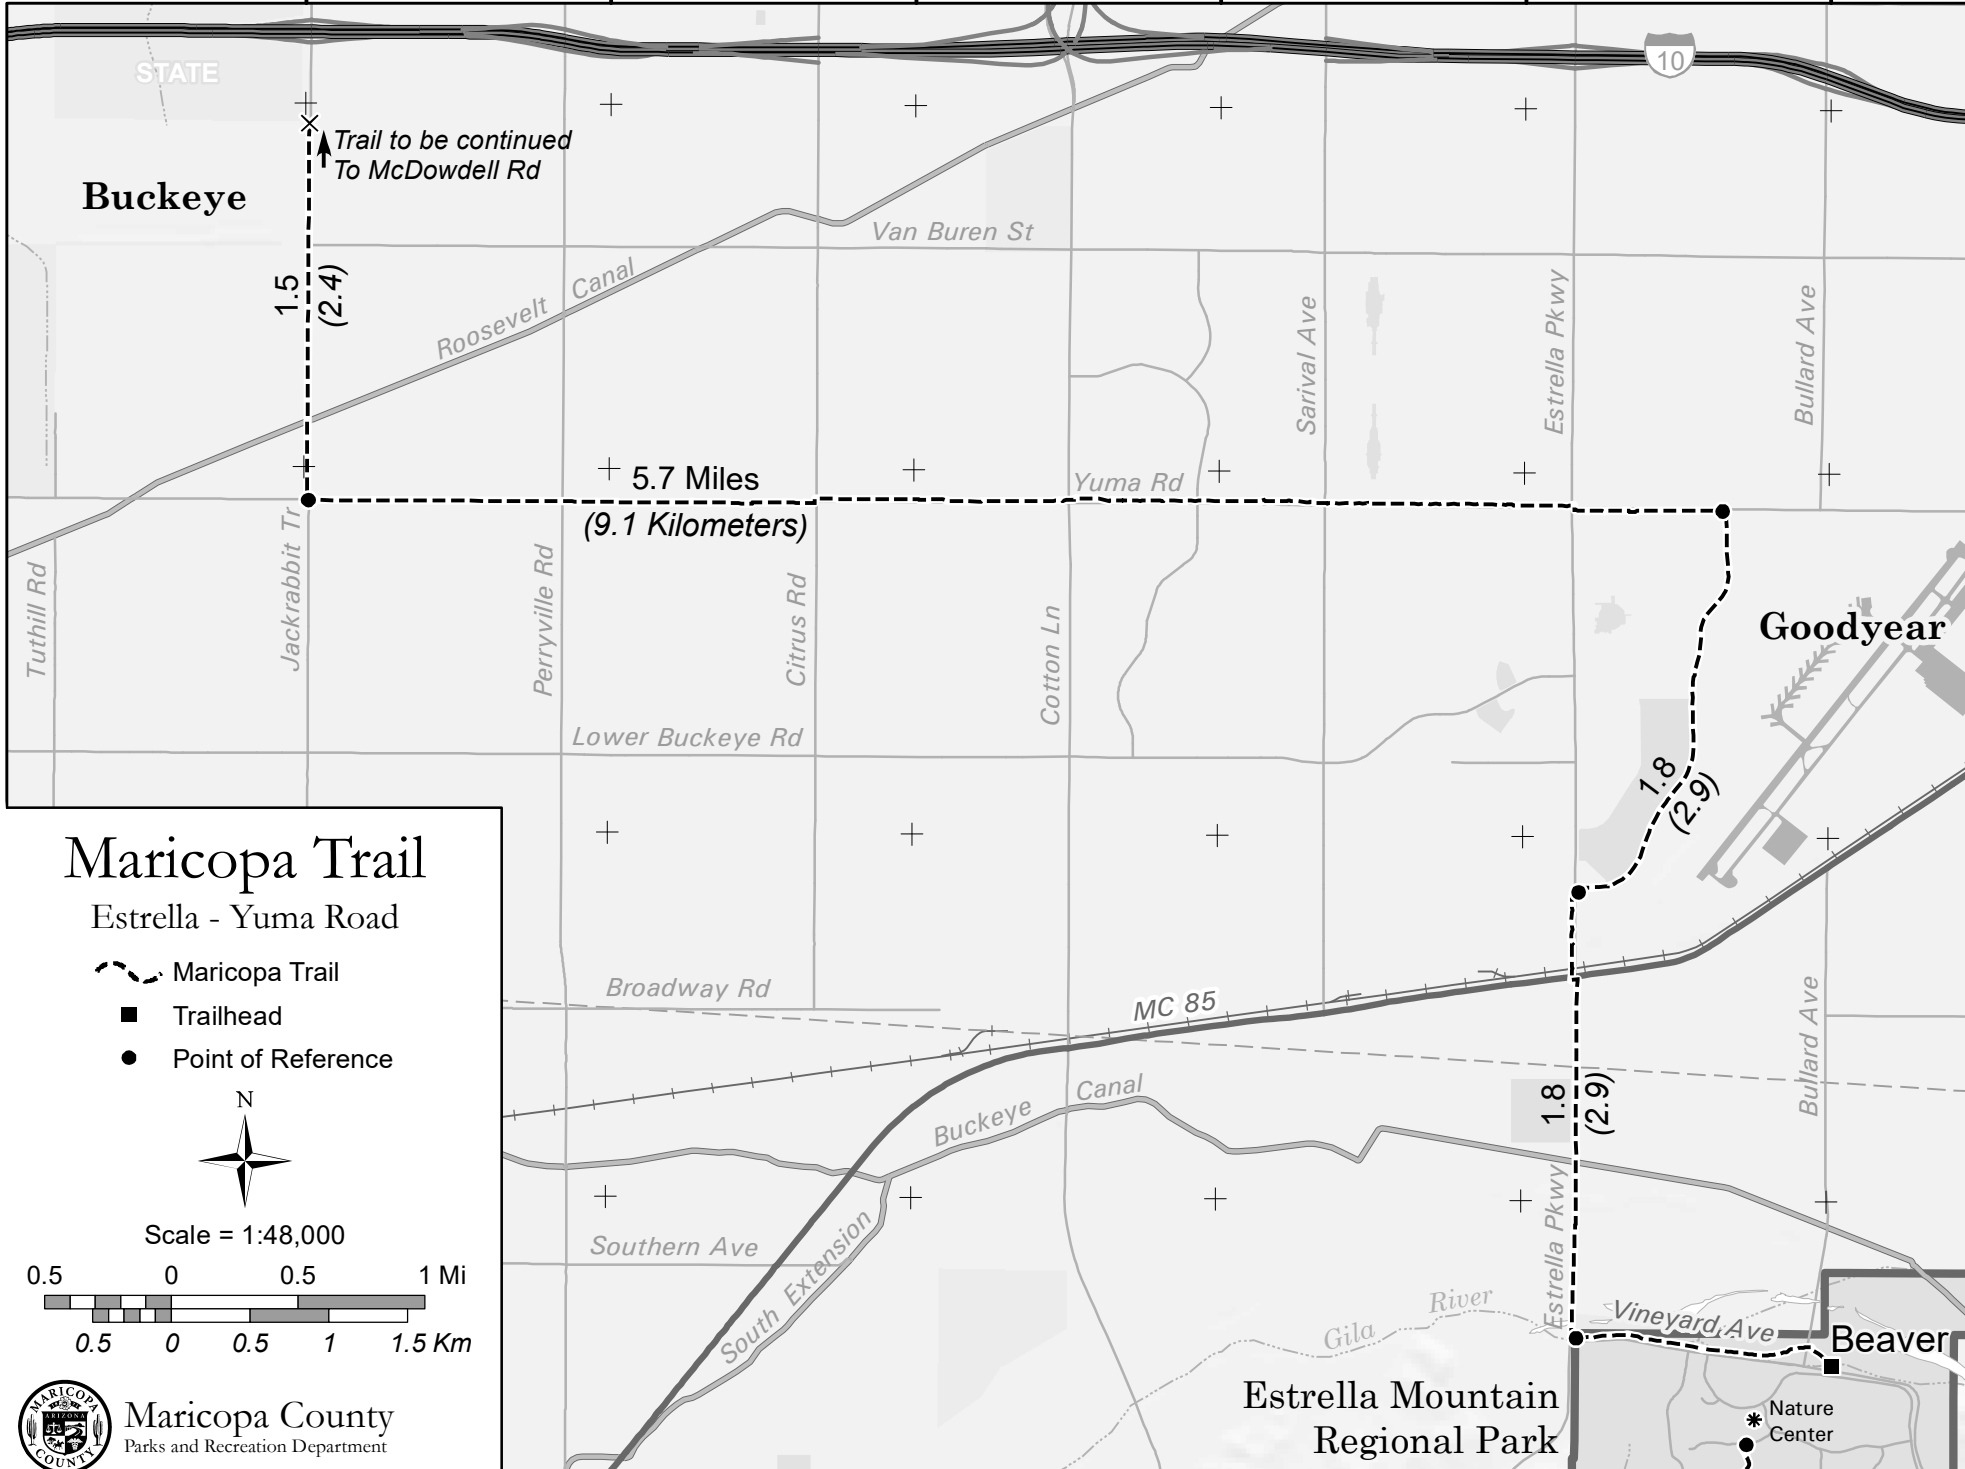 10
STATE
Trail to be continued
To McDowdell Rd
Buckeye
Van Buren St
1.5
(2.4)
Roosevelt Canal
Sarival Ave
Estrella Pkwy
Bullard Ave
5.7 Miles
(9.1 Kilometers)
Yuma Rd
Tuthill Rd
Jackrabbit Tr
Perryville Rd
Citrus Rd
Cotton Ln
Goodyear
Lower Buckeye Rd
1.8
(2.9)
Maricopa Trail
Estrella - Yuma Road
Maricopa Trail
Trailhead
Point of Reference
N
Scale = 1:48,000
0.5 0 0.5 1 Mi
0.5 0 0.5 1 1.5 Km
MARICOPA
ARIZONA
COUNTY
Maricopa County
Parks and Recreation Department
Broadway Rd
MC 85
Buckeye Canal
1.8
(2.9)
Bullard Ave
Southern Ave
South Extension
Estrella Pkwy
Gila River
Vineyard Ave
Beaver
Estrella Mountain
Regional Park
Nature
Center